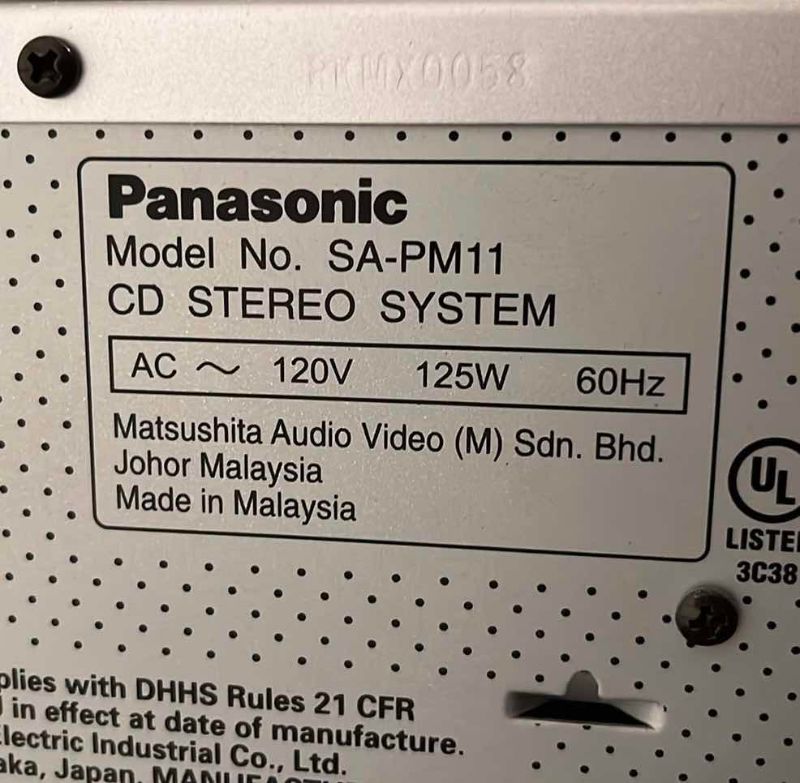 RKMX0058
Panasonic
Model No. SA-PM11
CD STEREO SYSTEM
AC ～ 120V 125W 60Hz
Matsushita Audio Video (M) Sdn. Bhd.
Johor Malaysia
Made in Malaysia
UL
LISTE
3C38
plies with DHHS Rules 21 CFR
in effect at date of manufacture.
lectric Industrial Co., Ltd.
aka, Japan.